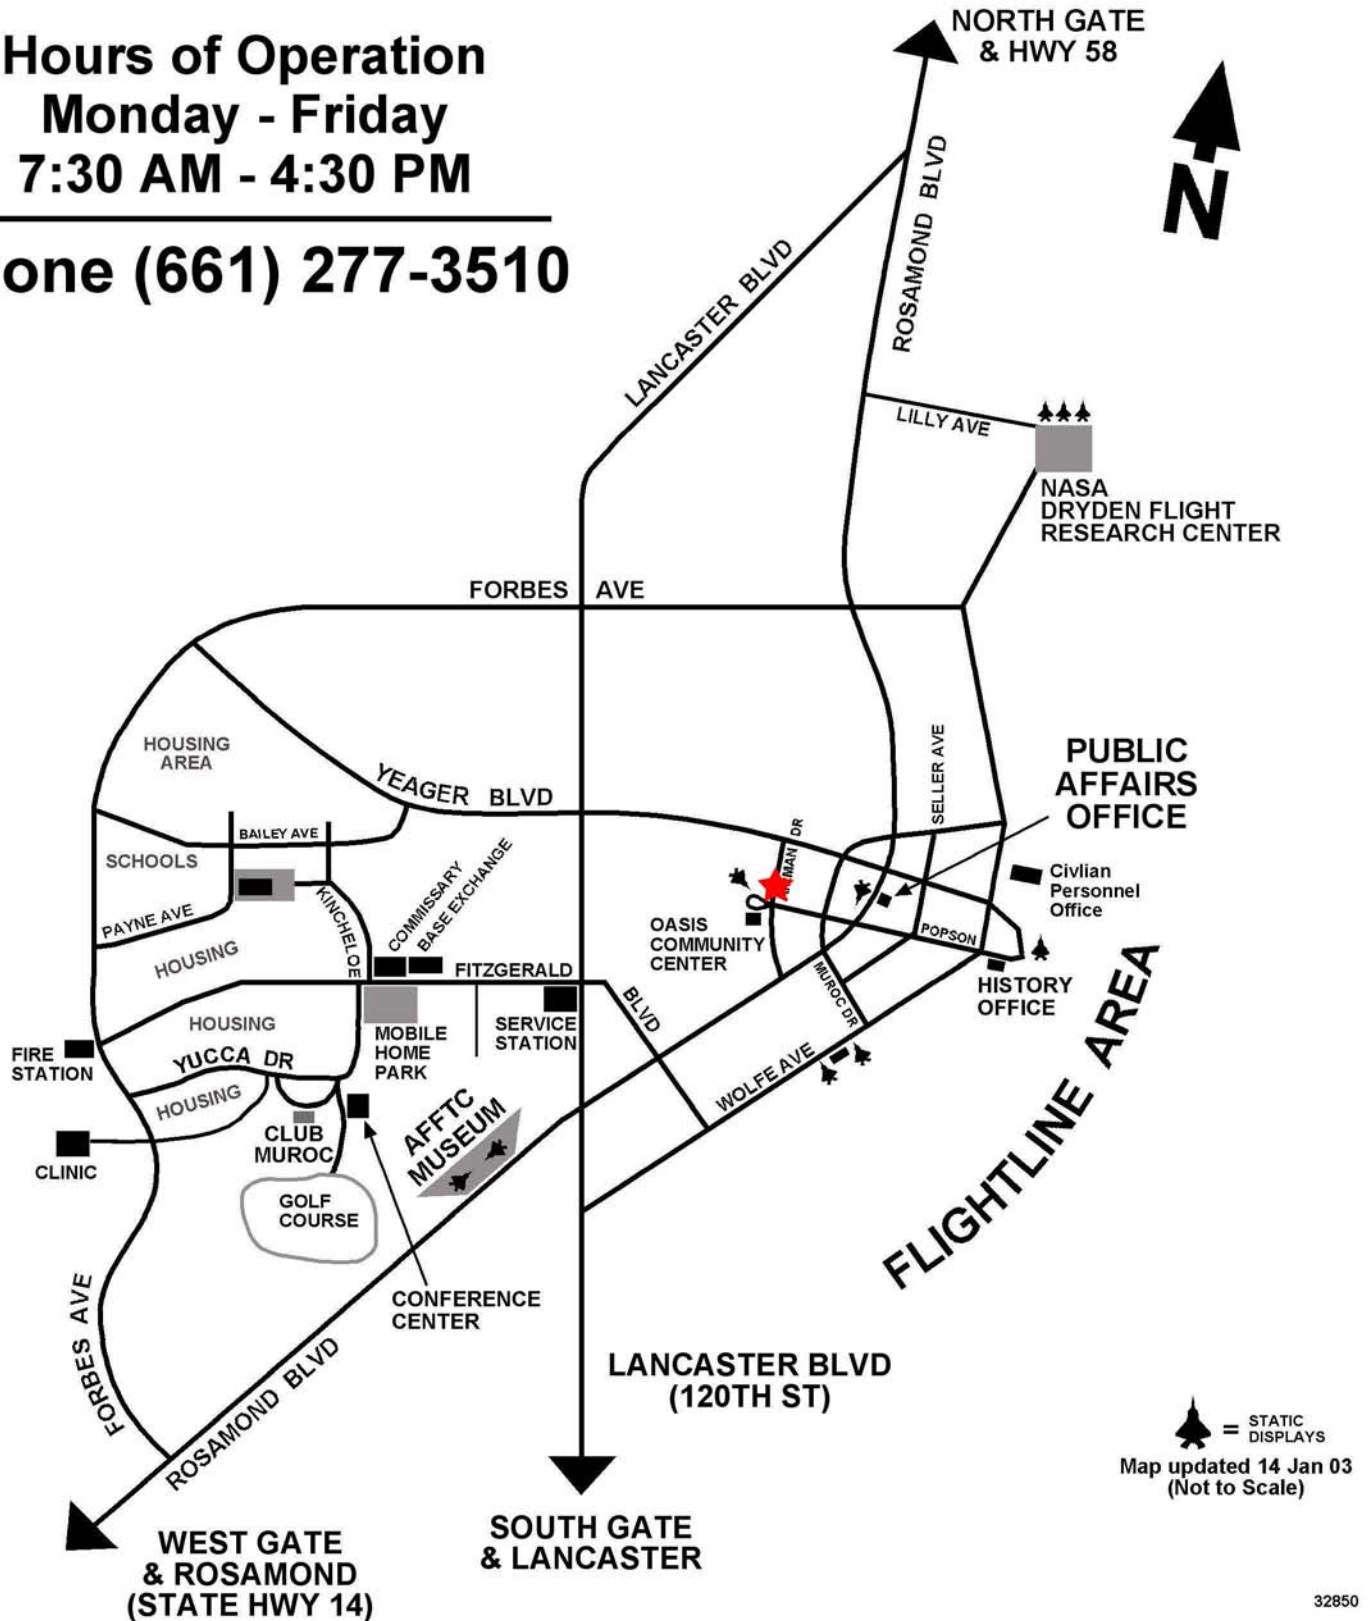 Hours of Operation
Monday - Friday
7:30 AM - 4:30 PM
one (661) 277-3510
NORTH GATE
& HWY 58
N
ROSAMOND BLVD
LANCASTER BLVD
LILLY AVE
NASA
DRYDEN FLIGHT
RESEARCH CENTER
FORBES AVE
HOUSING
AREA
YEAGER BLVD
SELLER AVE
PUBLIC
AFFAIRS
OFFICE
BAILEY AVE
SCHOOLS
DR
Civlian
Personnel
Office
COMMISSARY
BASE EXCHANGE
KINCHELOE
PAYNE AVE
OASIS
COMMUNITY
CENTER
POPSON
HOUSING
FITZGERALD
BLVD
MUROC DR
HISTORY
OFFICE
HOUSING
SERVICE
STATION
MOBILE
HOME
PARK
FIRE
STATION
YUCCA DR
HOUSING
WOLFE AVE
FLIGHTLINE AREA
AFFTC
MUSEUM
CLUB
MUROC
CLINIC
GOLF
COURSE
CONFERENCE
CENTER
FORBES AVE
ROSAMOND BLVD
LANCASTER BLVD
(120TH ST)
= STATIC
DISPLAYS
Map updated 14 Jan 03
(Not to Scale)
WEST GATE
& ROSAMOND
(STATE HWY 14)
SOUTH GATE
& LANCASTER
32850